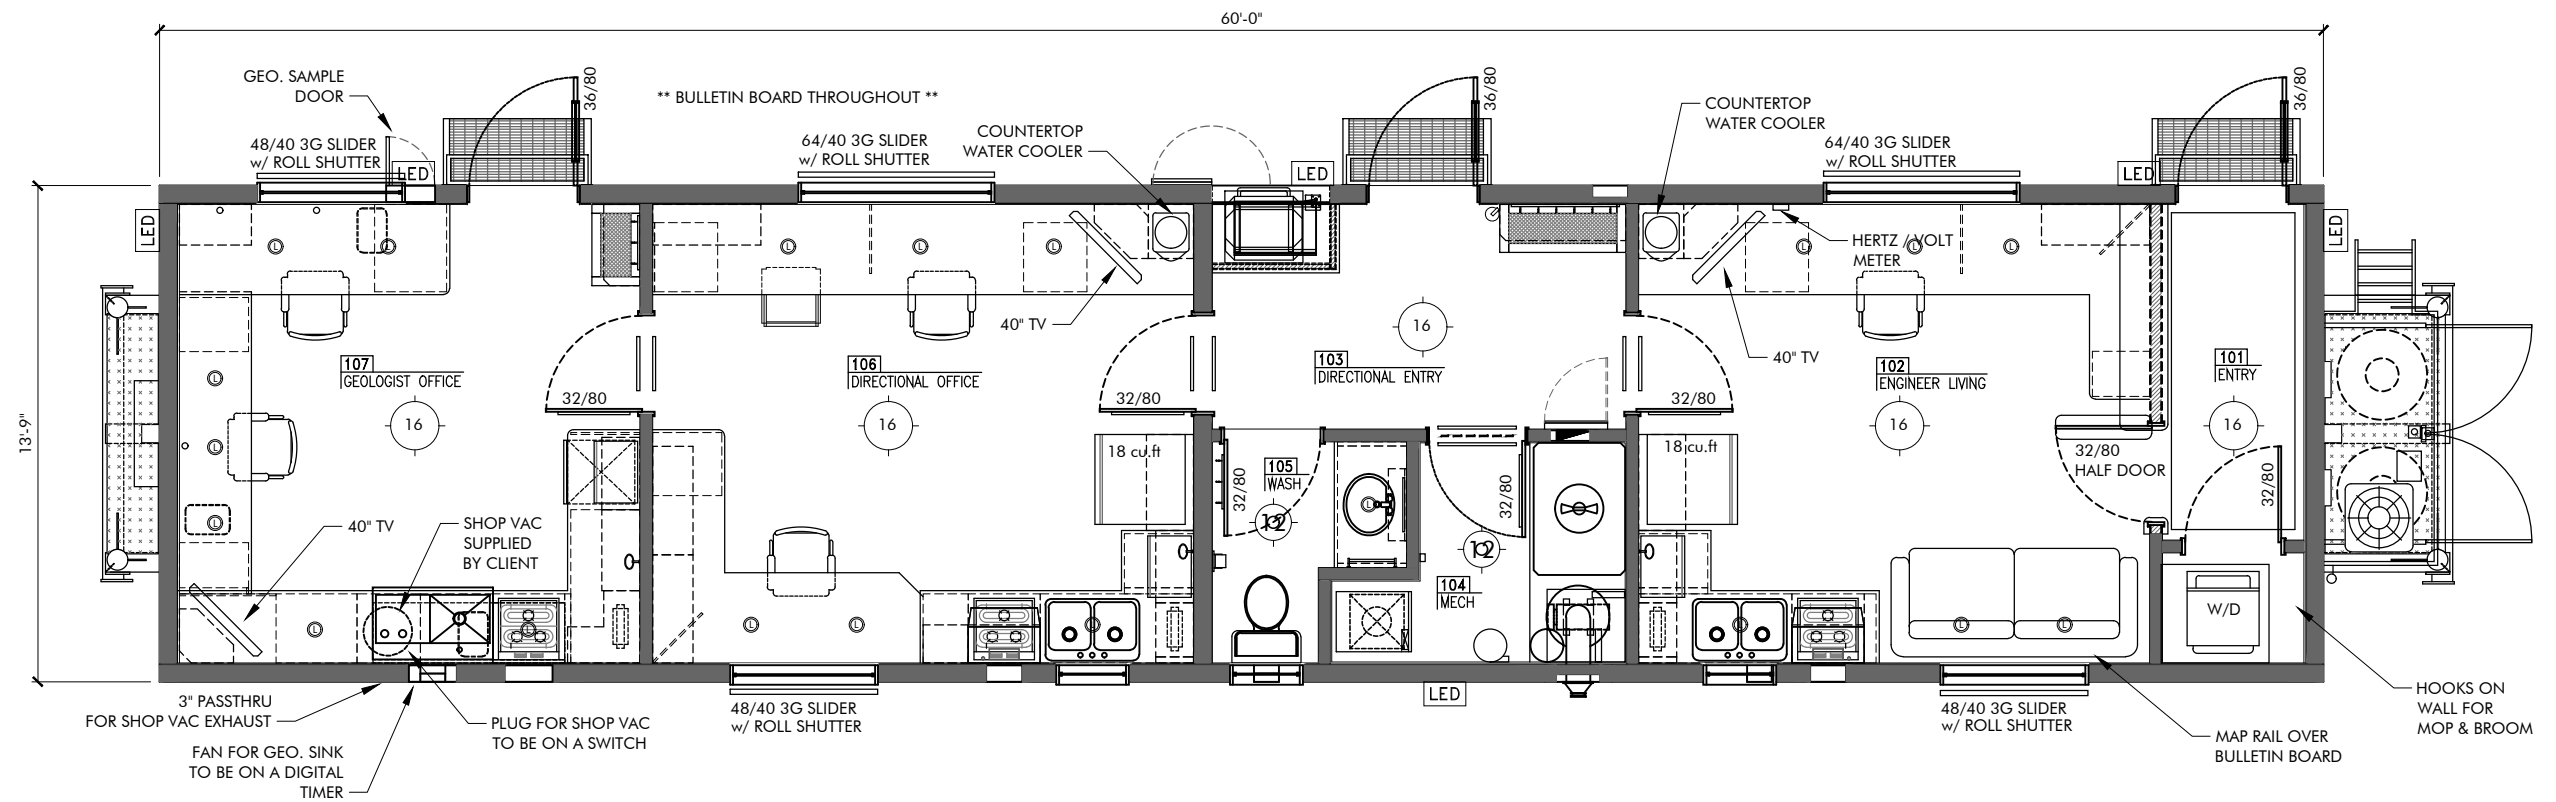 60'-0"
GEO. SAMPLE
DOOR
36/80
** BULLETIN BOARD THROUGHOUT **
36/80
36/80
COUNTERTOP
WATER COOLER
COUNTERTOP
WATER COOLER
48/40 3G SLIDER
w/ ROLL SHUTTER
64/40 3G SLIDER
w/ ROLL SHUTTER
64/40 3G SLIDER
w/ ROLL SHUTTER
LED
LED
LED
LED
LED
L
L
L
L
L
L
L
L
HERTZ / VOLT
METER
40" TV
16
40" TV
107
GEOLOGIST OFFICE
106
DIRECTIONAL OFFICE
103
DIRECTIONAL ENTRY
102
ENGINEER LIVING
101
ENTRY
L
32/80
32/80
32/80
13'-9"
16
16
16
16
L
18 cu.ft
18 cu.ft
32/80
HALF DOOR
32/80
105
WASH
32/80
L
32/80
12
12
L
40" TV
SHOP VAC
SUPPLIED
BY CLIENT
104
MECH
W/D
L
L
L
L
L
L
L
L
LED
3" PASSTHRU
FOR SHOP VAC EXHAUST
PLUG FOR SHOP VAC
TO BE ON A SWITCH
48/40 3G SLIDER
w/ ROLL SHUTTER
48/40 3G SLIDER
w/ ROLL SHUTTER
HOOKS ON
WALL FOR
MOP & BROOM
MAP RAIL OVER
BULLETIN BOARD
FAN FOR GEO. SINK
TO BE ON A DIGITAL
TIMER